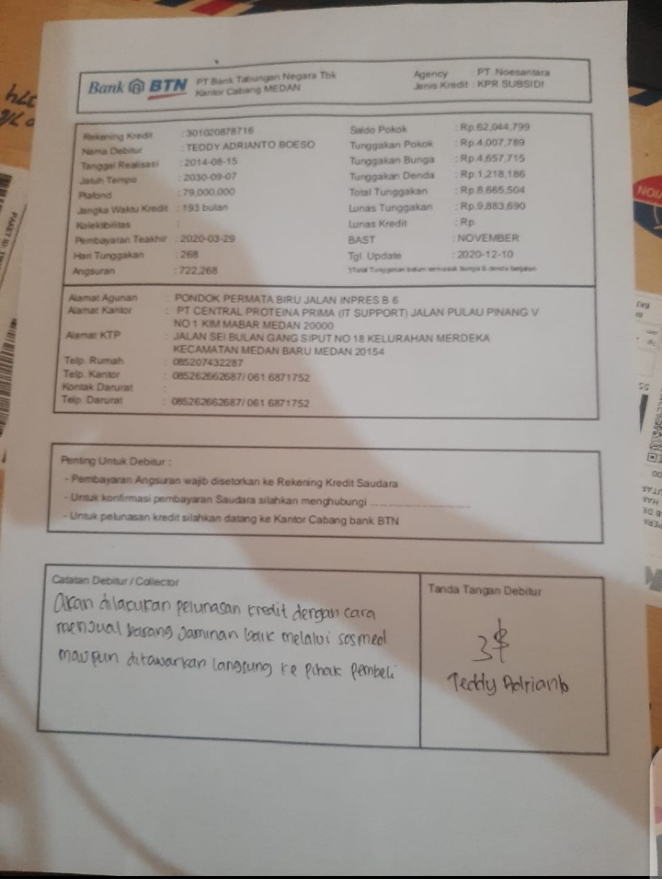 Bank BTN PT Bank Tabungan Negara Tbk
Kantor Cabang MEDAN
Agency : PT. Noesantara
Jenis Kredit : KPR SUBSIDI
Rekening Kredit : 301020878716
Nama Debitur : TEDDY ADRIANTO BOESO
Tanggal Realisasi : 2014-08-15
Jatuh Tempo : 2030-09-07
Plafond : 79,000,000
Jangka Waktu Kredit : 193 bulan
Kolektibilitas :
Pembayaran Teakhir : 2020-03-29
Hari Tunggakan : 268
Angsuran : 722,268
Saldo Pokok : Rp.62,044,799
Tunggakan Pokok : Rp.4,007,789
Tunggakan Bunga : Rp.4,657,715
Tunggakan Denda : Rp.1,218,186
Total Tunggakan : Rp.8,665,504
Lunas Tunggakan : Rp.9,883,690
Lunas Kredit : Rp.
BAST : NOVEMBER
Tgl. Update : 2020-12-10
*)Total Tunggakan belum termasuk bunga & denda berjalan
Alamat Agunan : PONDOK PERMATA BIRU JALAN INPRES B 6
Alamat Kantor : PT CENTRAL PROTEINA PRIMA (IT SUPPORT) JALAN PULAU PINANG V
NO 1 KIM MABAR MEDAN 20000
Alamat KTP : JALAN SEI BULAN GANG SIPUT NO 18 KELURAHAN MERDEKA
KECAMATAN MEDAN BARU MEDAN 20154
Telp. Rumah : 085207432287
Telp. Kantor : 085262662687/ 061 6871752
Kontak Darurat :
Telp. Darurat : 085262662687/ 061 6871752
Penting Untuk Debitur :
- Pembayaran Angsuran wajib disetorkan ke Rekening Kredit Saudara
- Untuk konfirmasi pembayaran Saudara silahkan menghubungi ........................
- Untuk pelunasan kredit silahkan datang ke Kantor Cabang bank BTN
Catatan Debitur / Collector
Akan dilakukan pelunasan kredit dengan cara
menjual barang jaminan baik melalui sosmed
maupun ditawarkan langsung ke pihak pembeli
Tanda Tangan Debitur
Teddy Adrianto